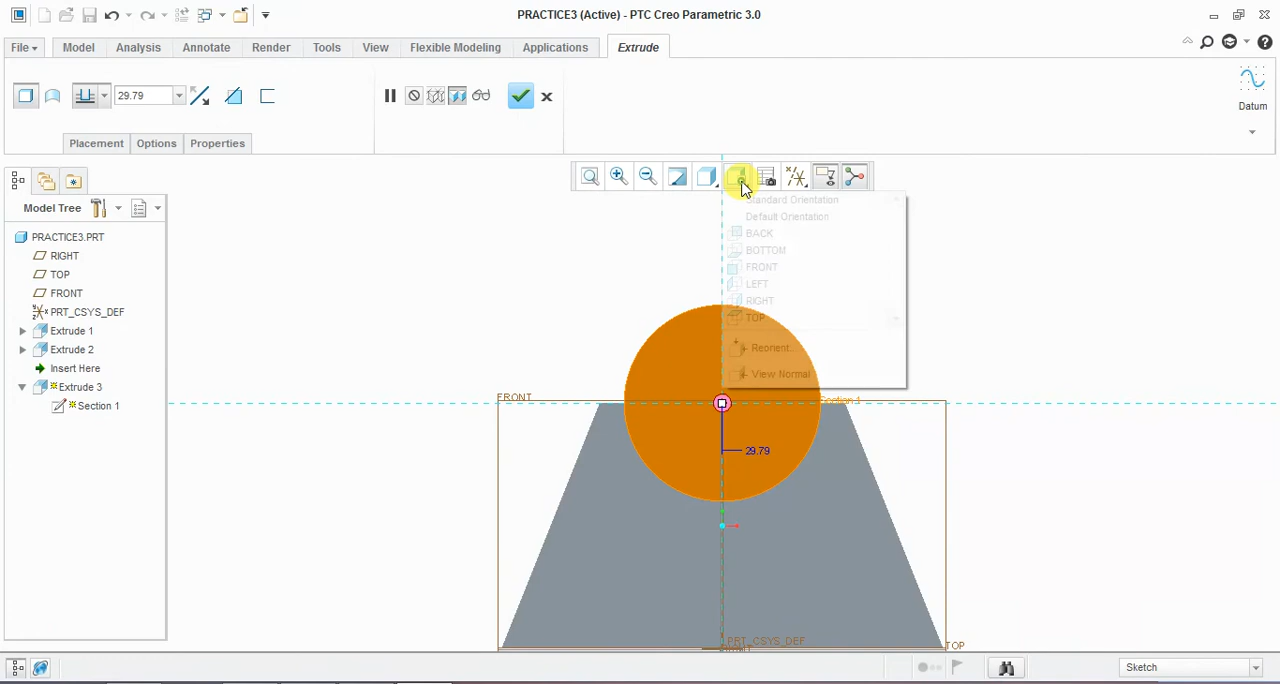 PRACTICE3 (Active) - PTC Creo Parametric 3.0
File Model Analysis Annotate Render Tools View Flexible Modeling Applications Extrude
29.79
Datum
Placement Options Properties
Model Tree
PRACTICE3.PRT
RIGHT
TOP
FRONT
PRT_CSYS_DEF
Extrude 1
Extrude 2
Insert Here
Extrude 3
Section 1
Standard Orientation
Default Orientation
BACK
BOTTOM
FRONT
LEFT
RIGHT
TOP
Reorient...
View Normal
FRONT
Section 1
29.79
PRT_CSYS_DEF
TOP
Sketch